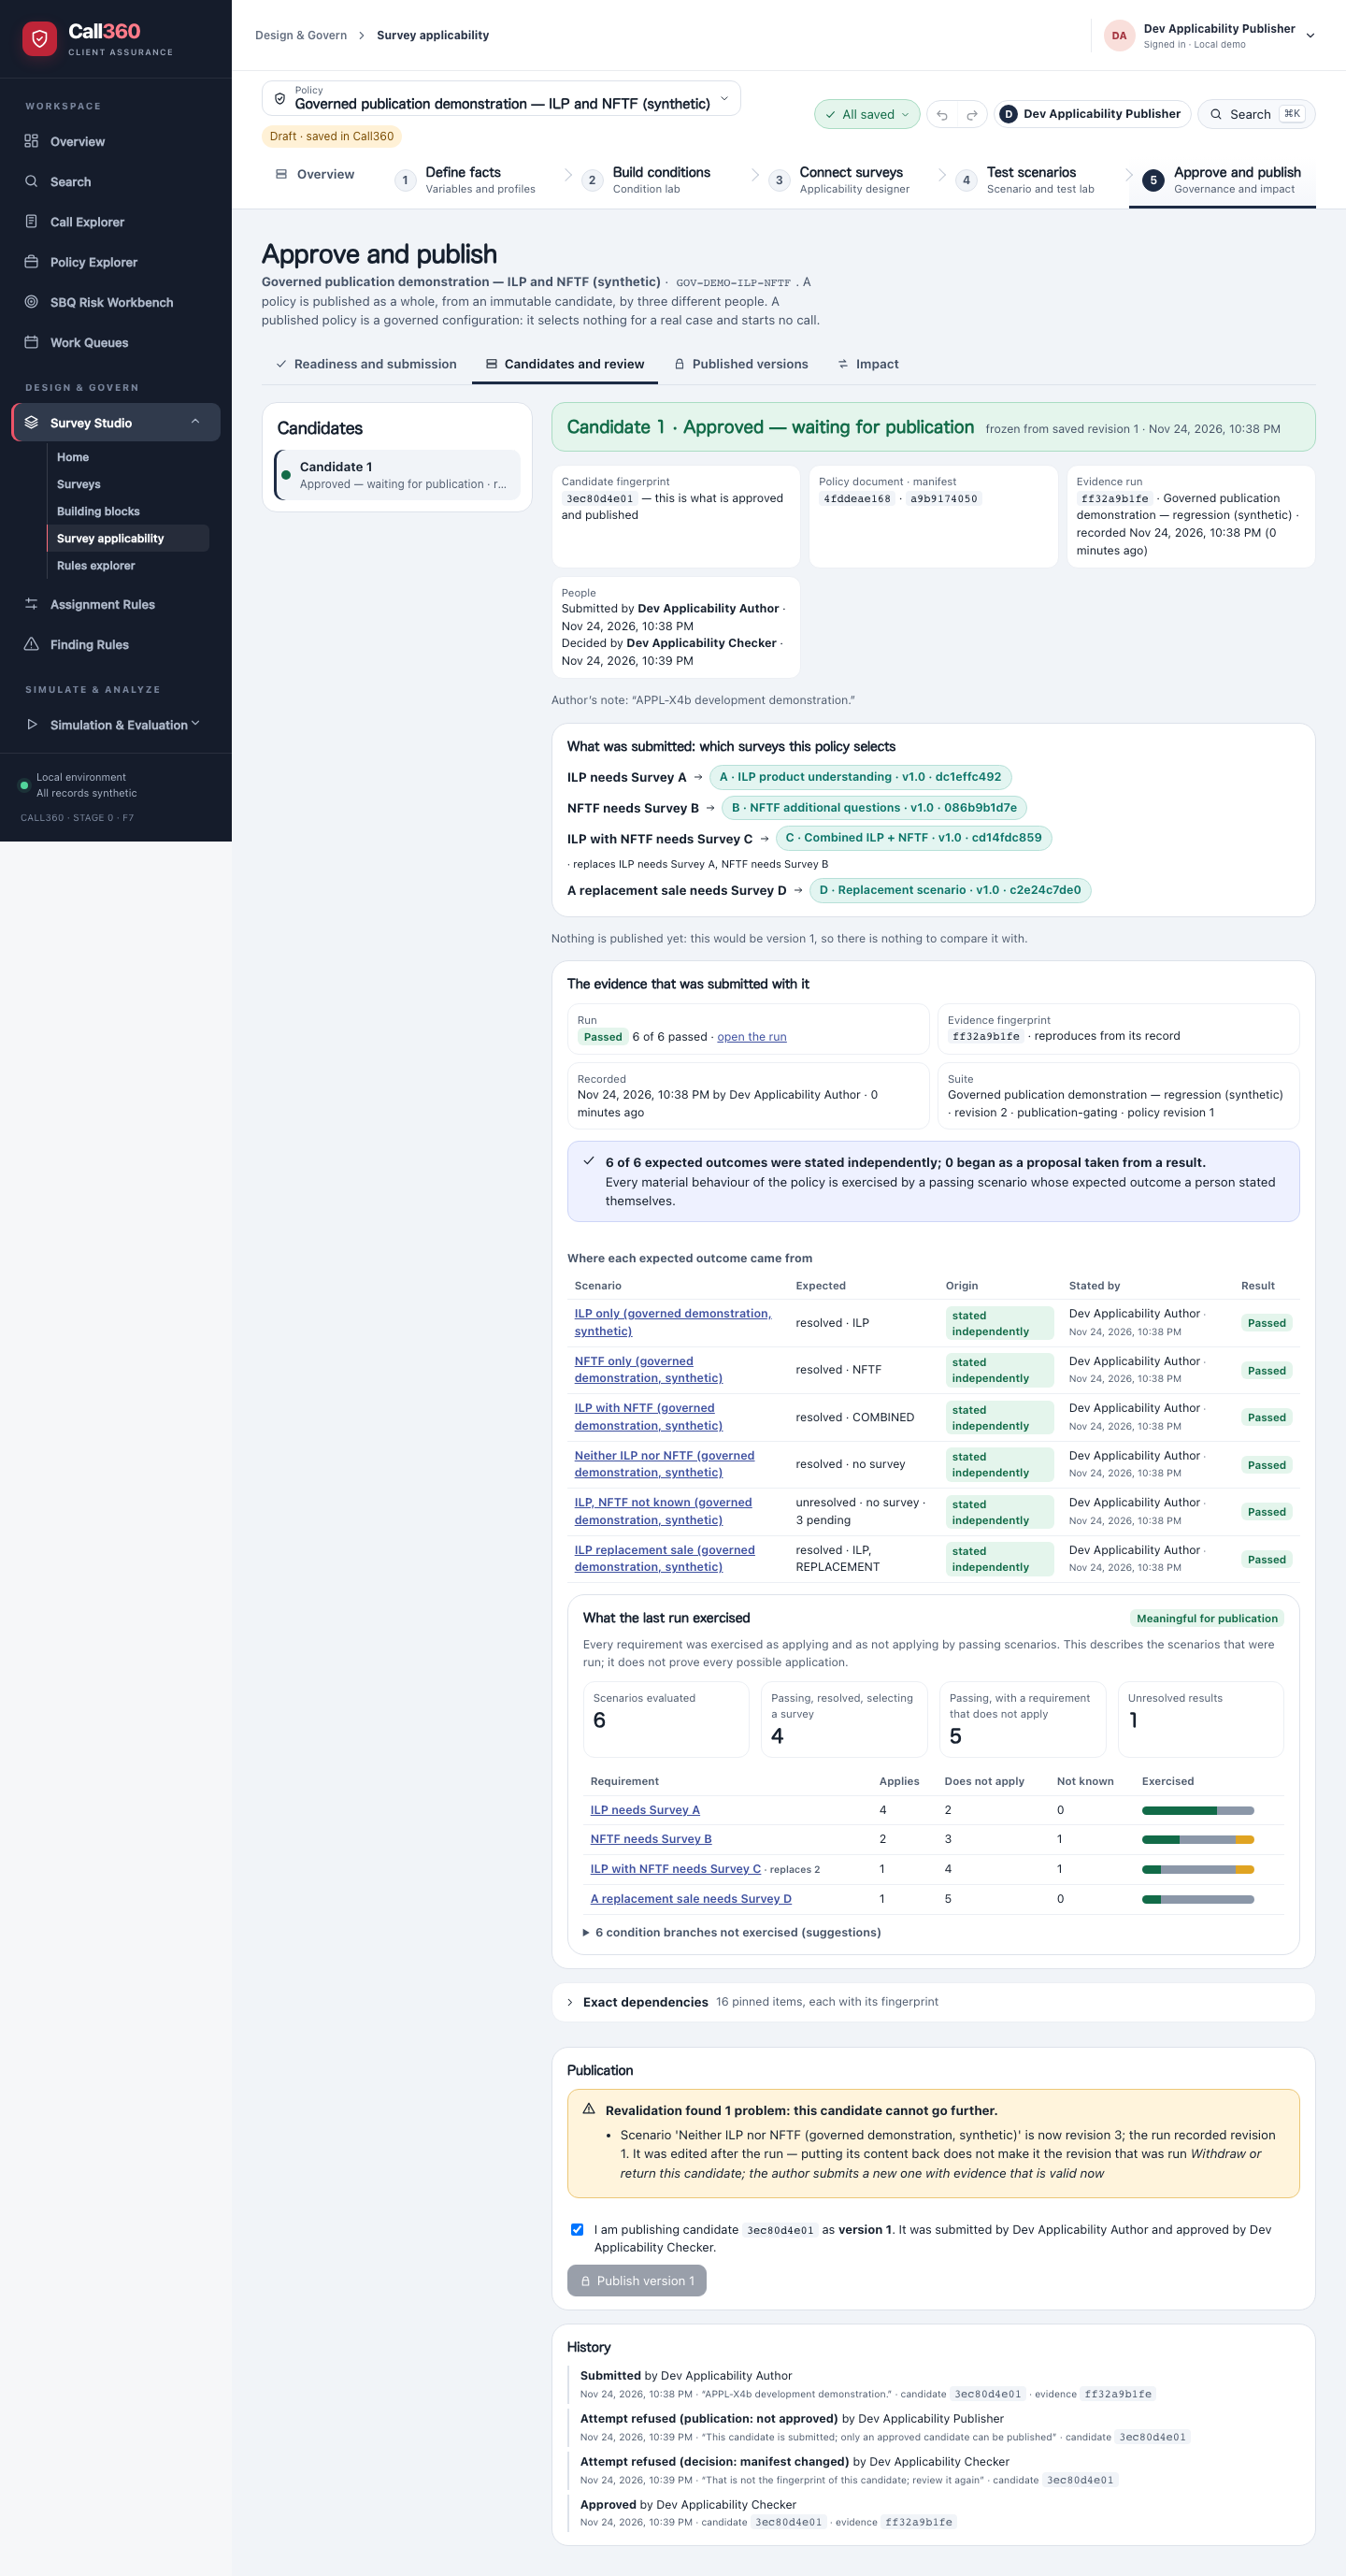 Call360
CLIENT ASSURANCE
WORKSPACE
Overview
Search
Call Explorer
Policy Explorer
SBQ Risk Workbench
Work Queues
DESIGN & GOVERN
Survey Studio
Home
Surveys
Building blocks
Survey applicability
Rules explorer
Assignment Rules
Finding Rules
SIMULATE & ANALYZE
Simulation & Evaluation
Local environment
All records synthetic
CALL360 · STAGE 0 · F7
Design & Govern > Survey applicability
DA
Dev Applicability Publisher
Signed in · Local demo
Policy
Governed publication demonstration — ILP and NFTF (synthetic)
Draft · saved in Call360
All saved
D Dev Applicability Publisher
Search ⌘K
Overview
1 Define facts
Variables and profiles
2 Build conditions
Condition lab
3 Connect surveys
Applicability designer
4 Test scenarios
Scenario and test lab
5 Approve and publish
Governance and impact
Approve and publish
Governed publication demonstration — ILP and NFTF (synthetic) · GOV-DEMO-ILP-NFTF . A
policy is published as a whole, from an immutable candidate, by three different people. A
published policy is a governed configuration: it selects nothing for a real case and starts no call.
Readiness and submission
Candidates and review
Published versions
Impact
Candidates
Candidate 1
Approved — waiting for publication · r...
Candidate 1 · Approved — waiting for publication frozen from saved revision 1 · Nov 24, 2026, 10:38 PM
Candidate fingerprint
3ec80d4e01 — this is what is approved
and published
Policy document · manifest
4fddeae168 · a9b9174050
Evidence run
ff32a9b1fe · Governed publication
demonstration — regression (synthetic) ·
recorded Nov 24, 2026, 10:38 PM (0
minutes ago)
People
Submitted by Dev Applicability Author ·
Nov 24, 2026, 10:38 PM
Decided by Dev Applicability Checker ·
Nov 24, 2026, 10:39 PM
Author's note: “APPL-X4b development demonstration.”
What was submitted: which surveys this policy selects
ILP needs Survey A → A · ILP product understanding · v1.0 · dc1effc492
NFTF needs Survey B → B · NFTF additional questions · v1.0 · 086b9b1d7e
ILP with NFTF needs Survey C → C · Combined ILP + NFTF · v1.0 · cd14fdc859
· replaces ILP needs Survey A, NFTF needs Survey B
A replacement sale needs Survey D → D · Replacement scenario · v1.0 · c2e24c7de0
Nothing is published yet: this would be version 1, so there is nothing to compare it with.
The evidence that was submitted with it
Run
Passed 6 of 6 passed · open the run
Evidence fingerprint
ff32a9b1fe · reproduces from its record
Recorded
Nov 24, 2026, 10:38 PM by Dev Applicability Author · 0
minutes ago
Suite
Governed publication demonstration — regression (synthetic)
· revision 2 · publication-gating · policy revision 1
6 of 6 expected outcomes were stated independently; 0 began as a proposal taken from a result.
Every material behaviour of the policy is exercised by a passing scenario whose expected outcome a person stated
themselves.
Where each expected outcome came from
Scenario Expected Origin Stated by Result
ILP only (governed demonstration, synthetic) resolved · ILP stated independently Dev Applicability Author · Nov 24, 2026, 10:38 PM Passed
NFTF only (governed demonstration, synthetic) resolved · NFTF stated independently Dev Applicability Author · Nov 24, 2026, 10:38 PM Passed
ILP with NFTF (governed demonstration, synthetic) resolved · COMBINED stated independently Dev Applicability Author · Nov 24, 2026, 10:38 PM Passed
Neither ILP nor NFTF (governed demonstration, synthetic) resolved · no survey stated independently Dev Applicability Author · Nov 24, 2026, 10:38 PM Passed
ILP, NFTF not known (governed demonstration, synthetic) unresolved · no survey · 3 pending stated independently Dev Applicability Author · Nov 24, 2026, 10:38 PM Passed
ILP replacement sale (governed demonstration, synthetic) resolved · ILP, REPLACEMENT stated independently Dev Applicability Author · Nov 24, 2026, 10:38 PM Passed
What the last run exercised
Meaningful for publication
Every requirement was exercised as applying and as not applying by passing scenarios. This describes the scenarios that were
run; it does not prove every possible application.
Scenarios evaluated
6
Passing, resolved, selecting
a survey
4
Passing, with a requirement
that does not apply
5
Unresolved results
1
Requirement Applies Does not apply Not known Exercised
ILP needs Survey A 4 2 0
NFTF needs Survey B 2 3 1
ILP with NFTF needs Survey C · replaces 2 1 4 1
A replacement sale needs Survey D 1 5 0
6 condition branches not exercised (suggestions)
Exact dependencies 16 pinned items, each with its fingerprint
Publication
Revalidation found 1 problem: this candidate cannot go further.
• Scenario 'Neither ILP nor NFTF (governed demonstration, synthetic)' is now revision 3; the run recorded revision
1. It was edited after the run — putting its content back does not make it the revision that was run Withdraw or
return this candidate; the author submits a new one with evidence that is valid now
I am publishing candidate 3ec80d4e01 as version 1. It was submitted by Dev Applicability Author and approved by Dev
Applicability Checker.
Publish version 1
History
Submitted by Dev Applicability Author
Nov 24, 2026, 10:38 PM · “APPL-X4b development demonstration.” · candidate 3ec80d4e01 · evidence ff32a9b1fe
Attempt refused (publication: not approved) by Dev Applicability Publisher
Nov 24, 2026, 10:39 PM · “This candidate is submitted; only an approved candidate can be published” · candidate 3ec80d4e01
Attempt refused (decision: manifest changed) by Dev Applicability Checker
Nov 24, 2026, 10:39 PM · “That is not the fingerprint of this candidate; review it again” · candidate 3ec80d4e01
Approved by Dev Applicability Checker
Nov 24, 2026, 10:39 PM · candidate 3ec80d4e01 · evidence ff32a9b1fe